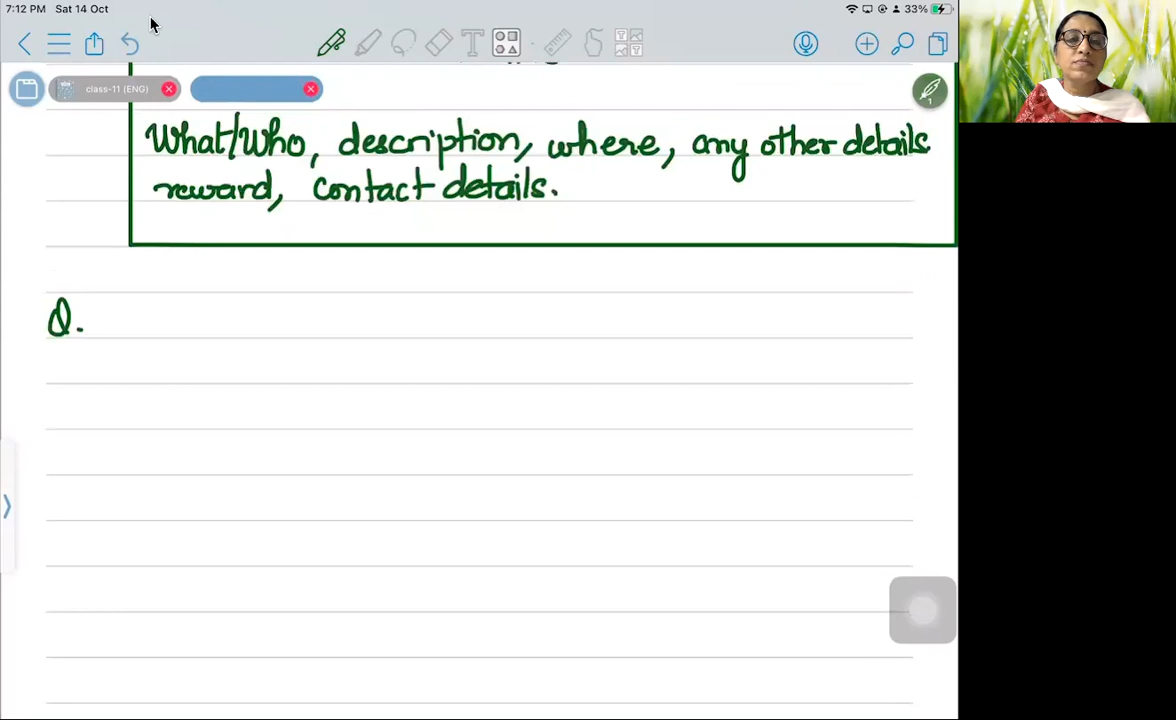 7:12 PM Sat 14 Oct
33%
class-11 (ENG)
1
What/Who, description, where, any other details
reward, contact details.
Q.